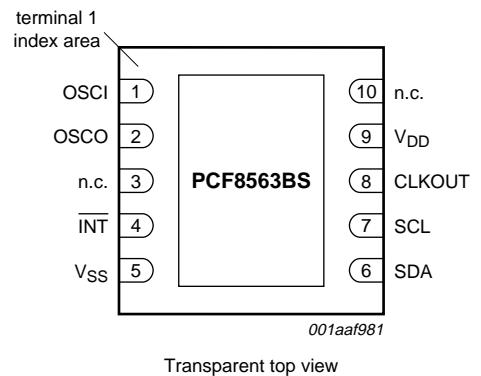 terminal 1
index area
OSCI 1
OSCO 2
n.c. 3
INT 4
VSS 5
PCF8563BS
10 n.c.
9 VDD
8 CLKOUT
7 SCL
6 SDA
001aaf981
Transparent top view